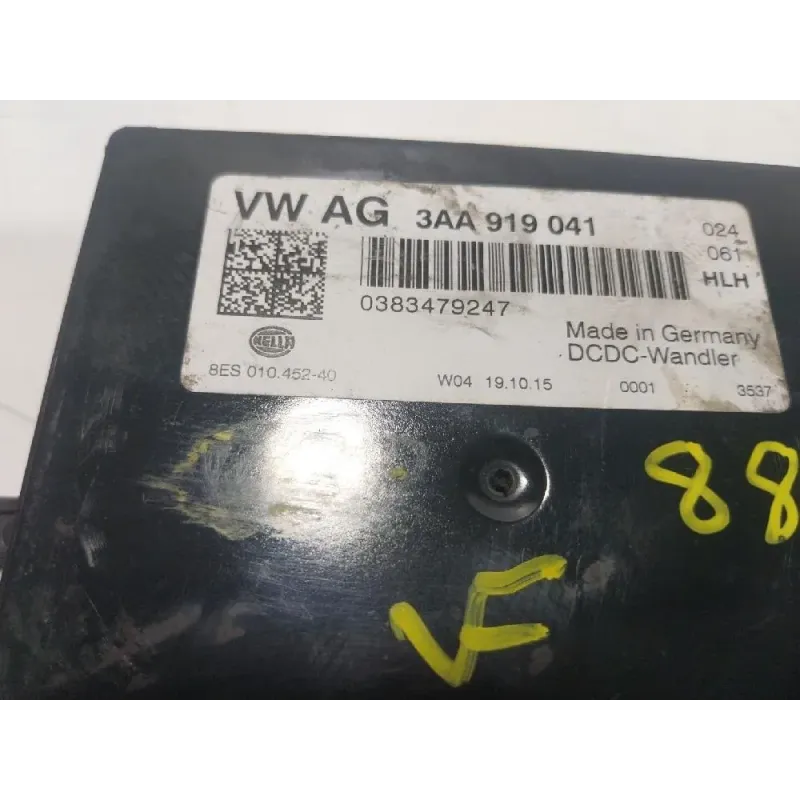 VW AG 3AA 919 041
024
061
HLH
0383479247
Made in Germany
DCDC-Wandler
HELLA
8ES 010.452-40
W04 19.10.15 0001 3537
88
VF